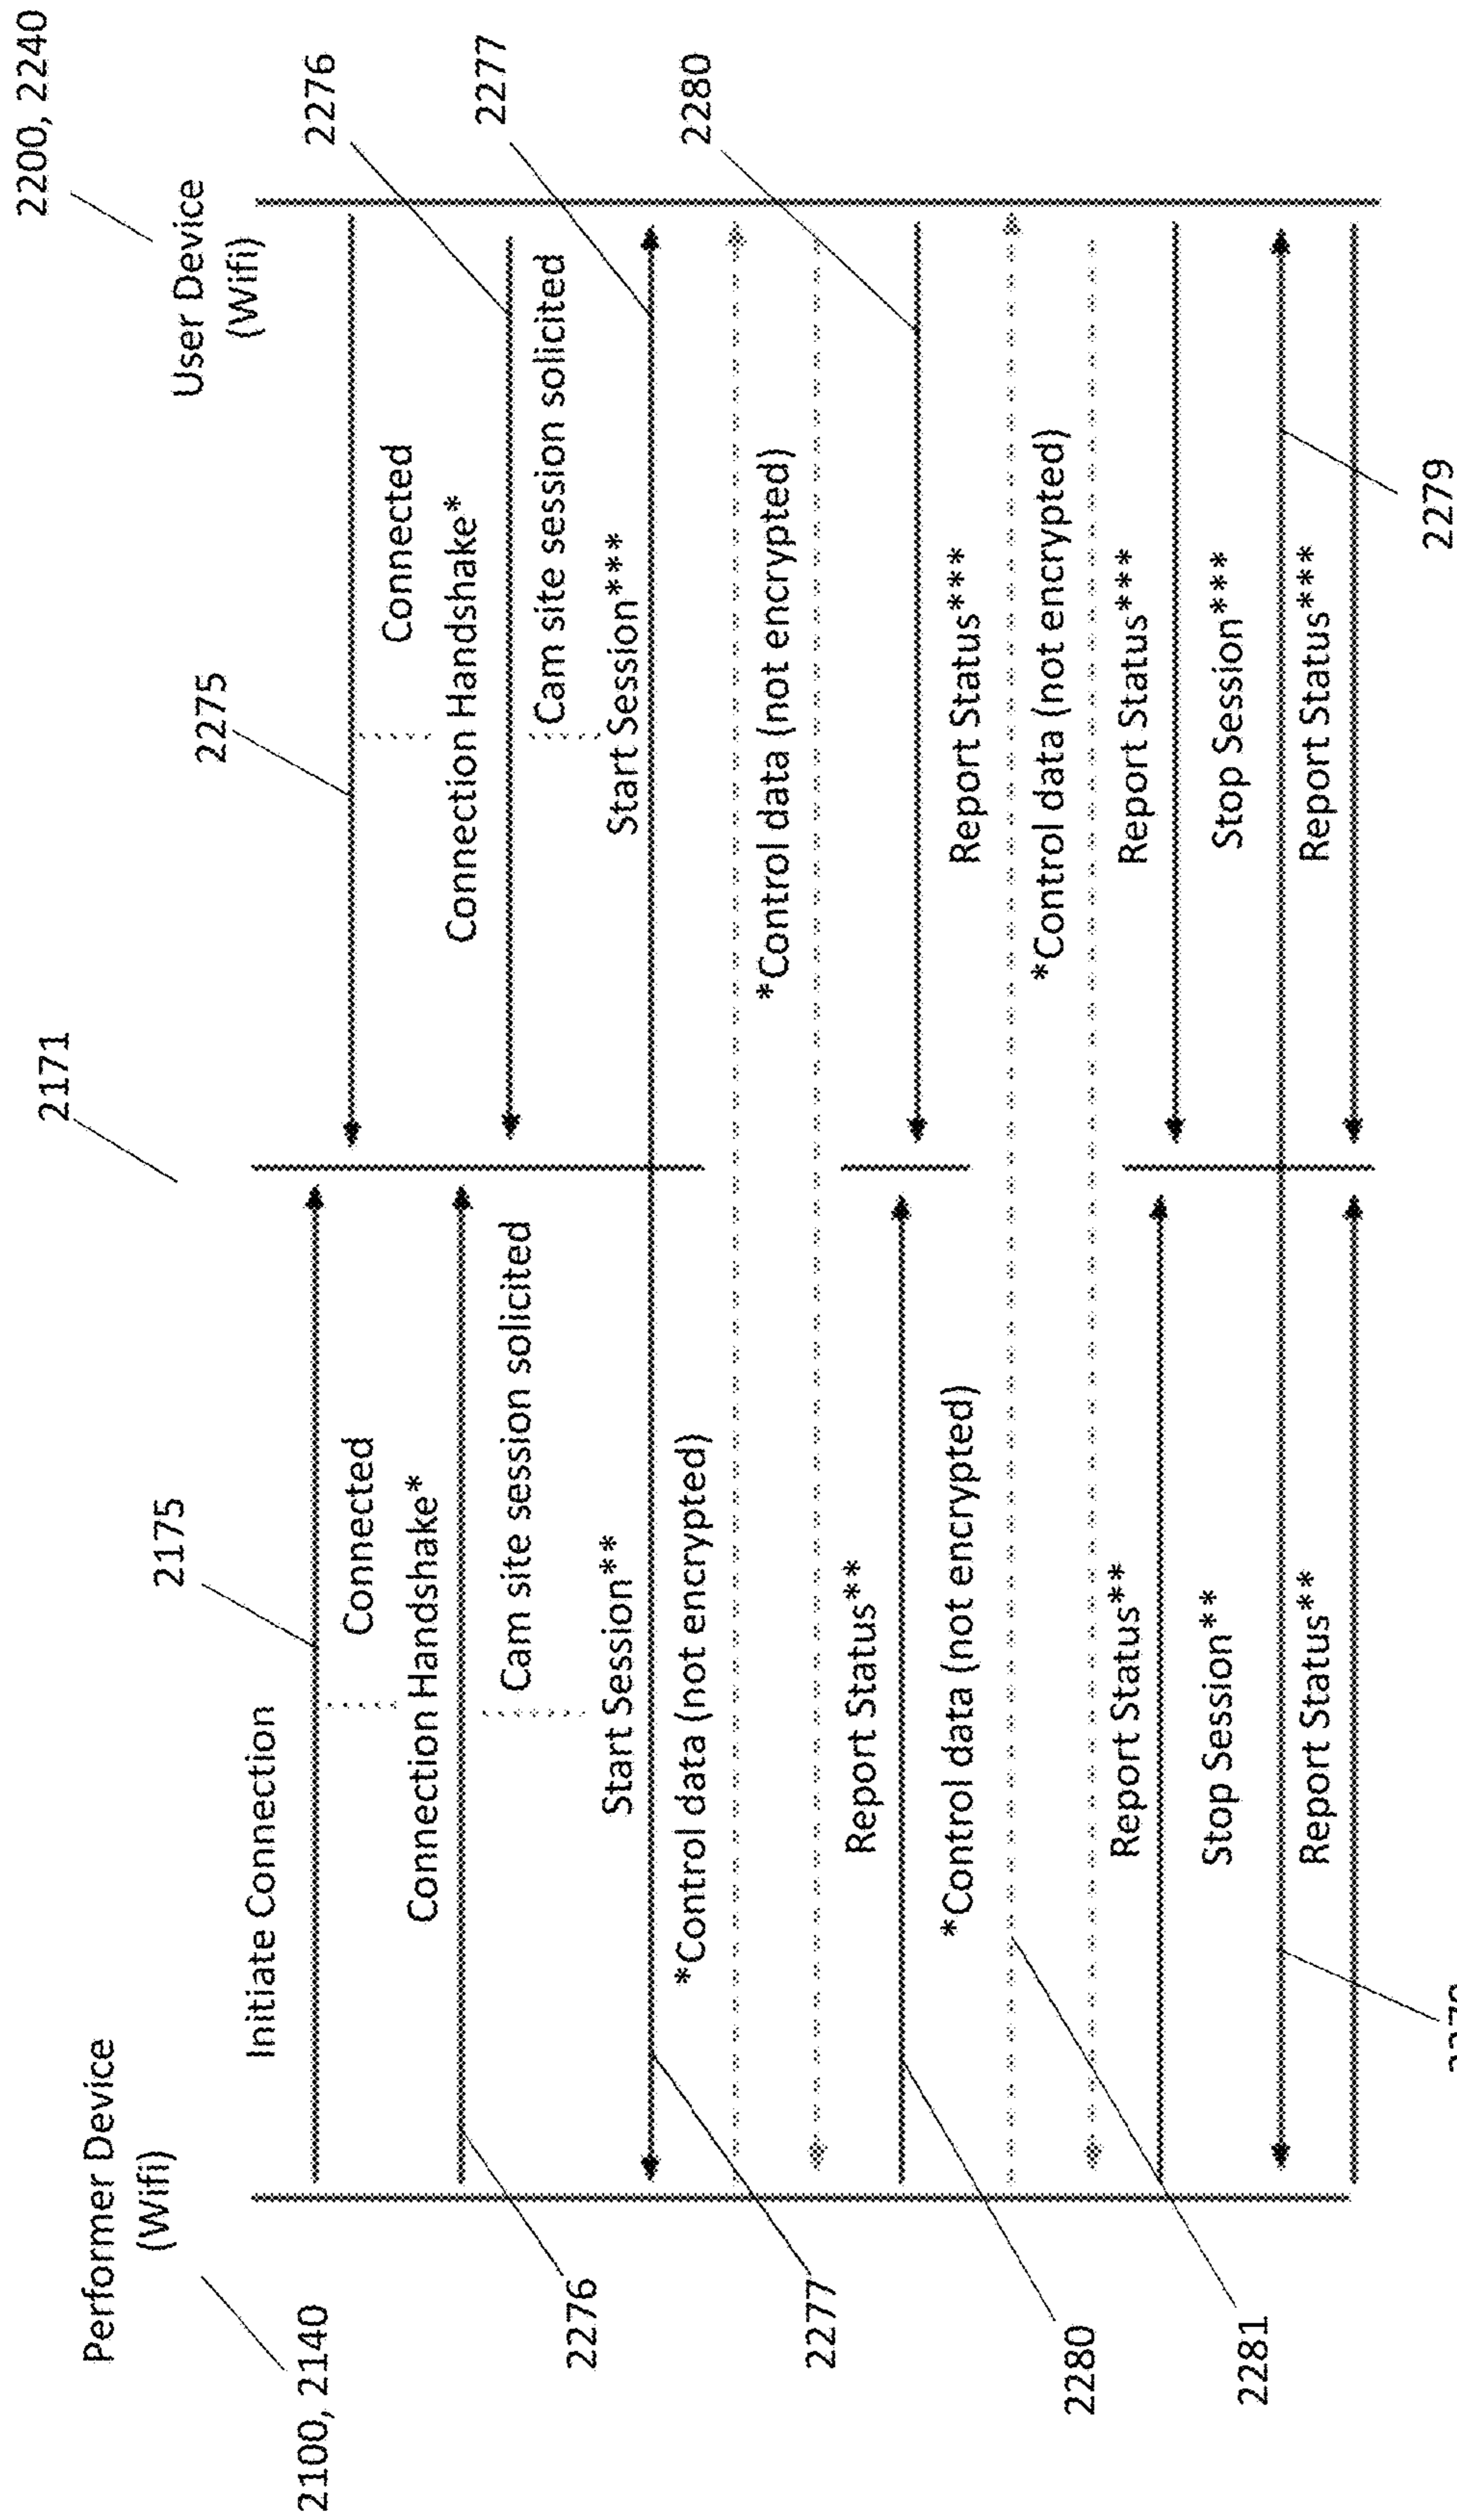 2100, 2140
Performer Device
(Wifi)
2171
User Device
(Wifi)
2200, 2240
Initiate Connection
2175
2275
Connected
Connected
Connection Handshake*
Connection Handshake*
2276
2276
Cam site session solicited
Cam site session solicited
Start Session**
Start Session***
2277
2277
*Control data (not encrypted)
*Control data (not encrypted)
Report Status**
Report Status***
2280
2280
*Control data (not encrypted)
*Control data (not encrypted)
2281
Report Status**
Report Status***
Stop Session**
Stop Session***
Report Status**
Report Status***
2279